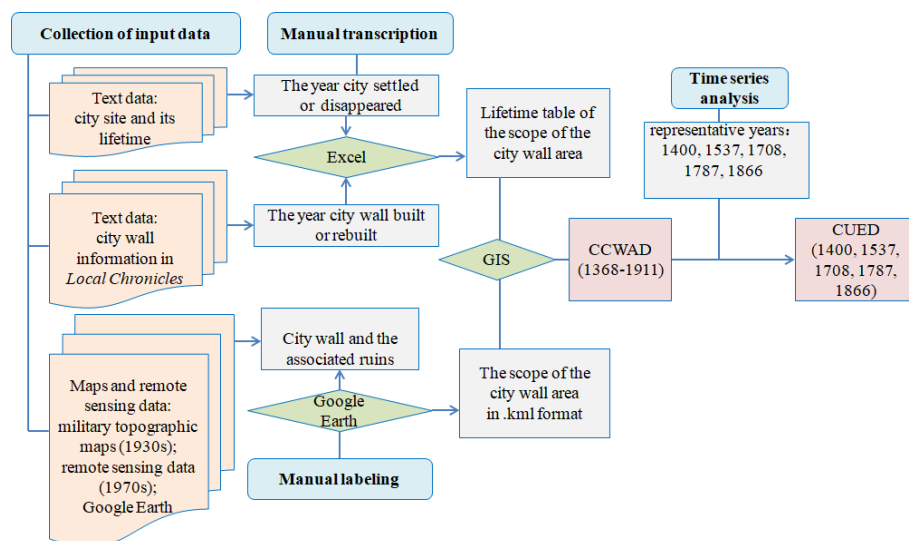 Collection of input data
Manual transcription
Text data:
city site and its
lifetime
The year city settled
or disappeared
Excel
Text data:
city wall
information in
Local Chronicles
The year city wall built
or rebuilt
Lifetime table of
the scope of the
city wall area
Time series
analysis
representative years：
1400, 1537, 1708,
1787, 1866
GIS
CCWAD
(1368-1911)
CUED
(1400, 1537,
1708, 1787,
1866)
Maps and remote
sensing data:
military topographic
maps (1930s);
remote sensing data
(1970s);
Google Earth
City wall and the
associated ruins
Google
Earth
Manual labeling
The scope of the
city wall area
in .kml format